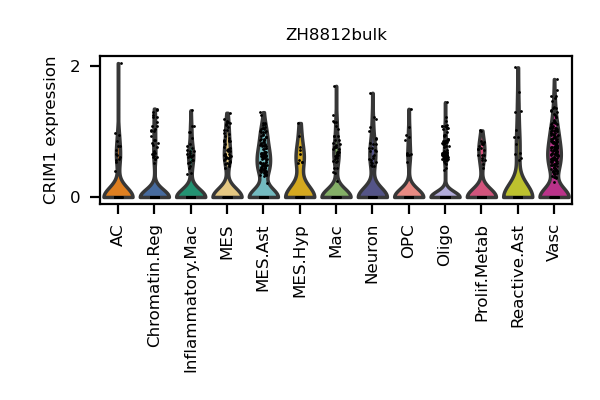 ZH8812bulk
CRIM1 expression
2
0
AC
Chromatin.Reg
Inflammatory.Mac
MES
MES.Ast
MES.Hyp
Mac
Neuron
OPC
Oligo
Prolif.Metab
Reactive.Ast
Vasc